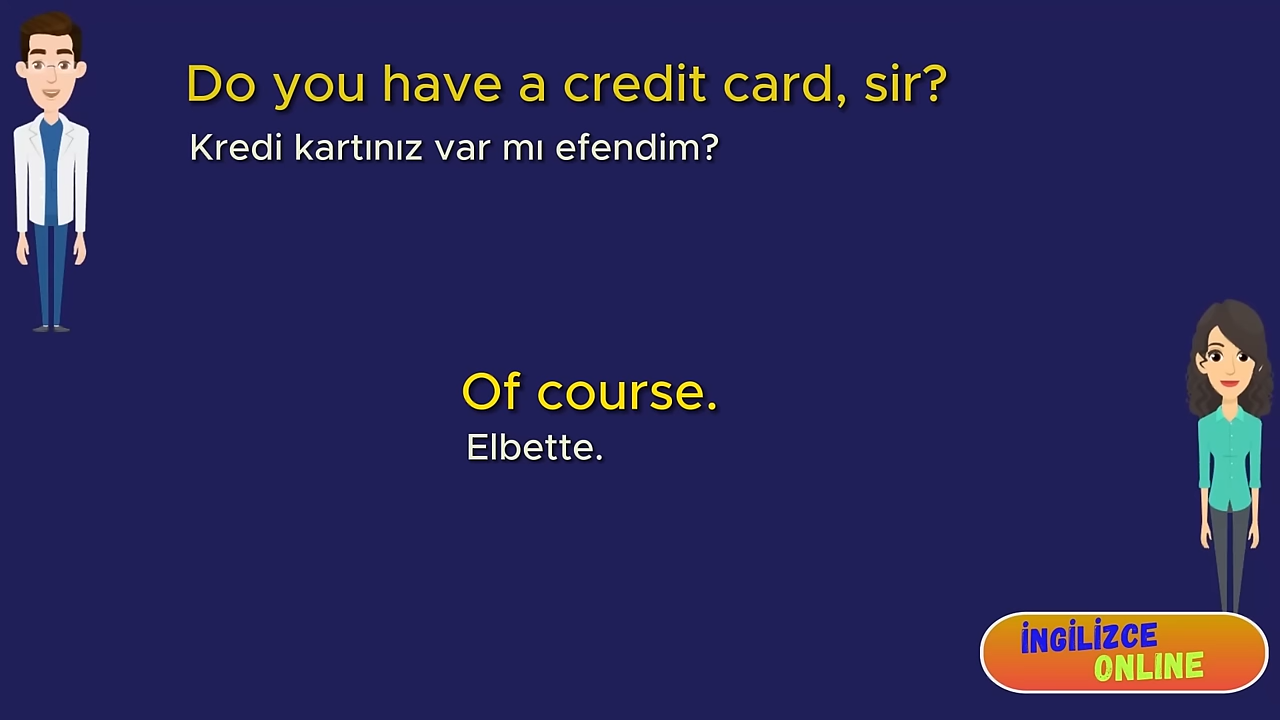 Do you have a credit card, sir?
Kredi kartınız var mı efendim?
Of course.
Elbette.
İNGİLİZCE
ONLINE